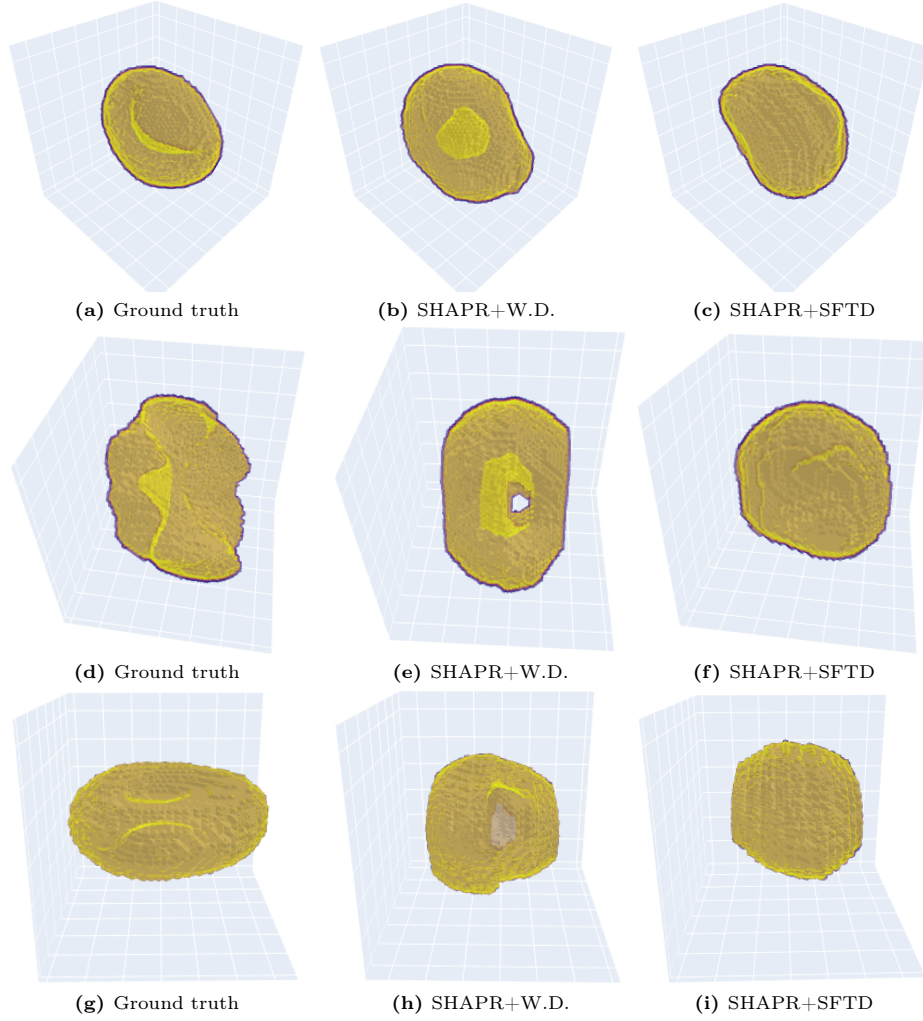 (a) Ground truth
(b) SHAPR+W.D.
(c) SHAPR+SFTD
(d) Ground truth
(e) SHAPR+W.D.
(f) SHAPR+SFTD
(g) Ground truth
(h) SHAPR+W.D.
(i) SHAPR+SFTD